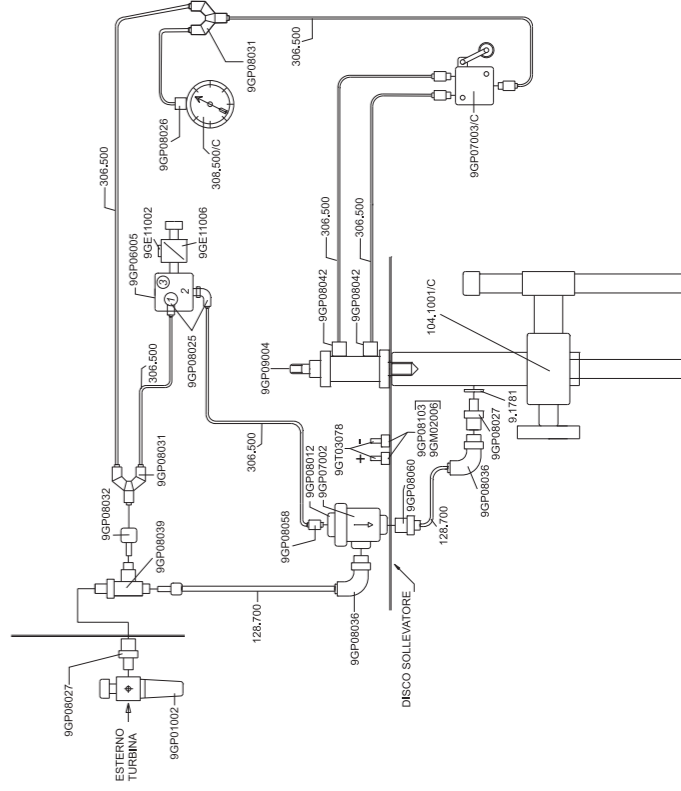 306.500
9GP08031
306.500
9GP08026
308.500/C
9GP07003/C
9GE11002
9GE11006
9GP06005
3
1
2
9GP08025
306.500
306.500
306.500
9GP08042
9GP08042
9GP09004
104.1001/C
9.1781
9GP08027
9GP08036
306.500
9GP08031
9GP08032
9GP08039
9GP08012
9GP07002
9GP08058
+ -
9GT03078
9GP08103
9GM02006
9GP08060
128.700
128.700
9GP08036
DISCO SOLLEVATORE
9GP08027
9GP01002
ESTERNO
TURBINA